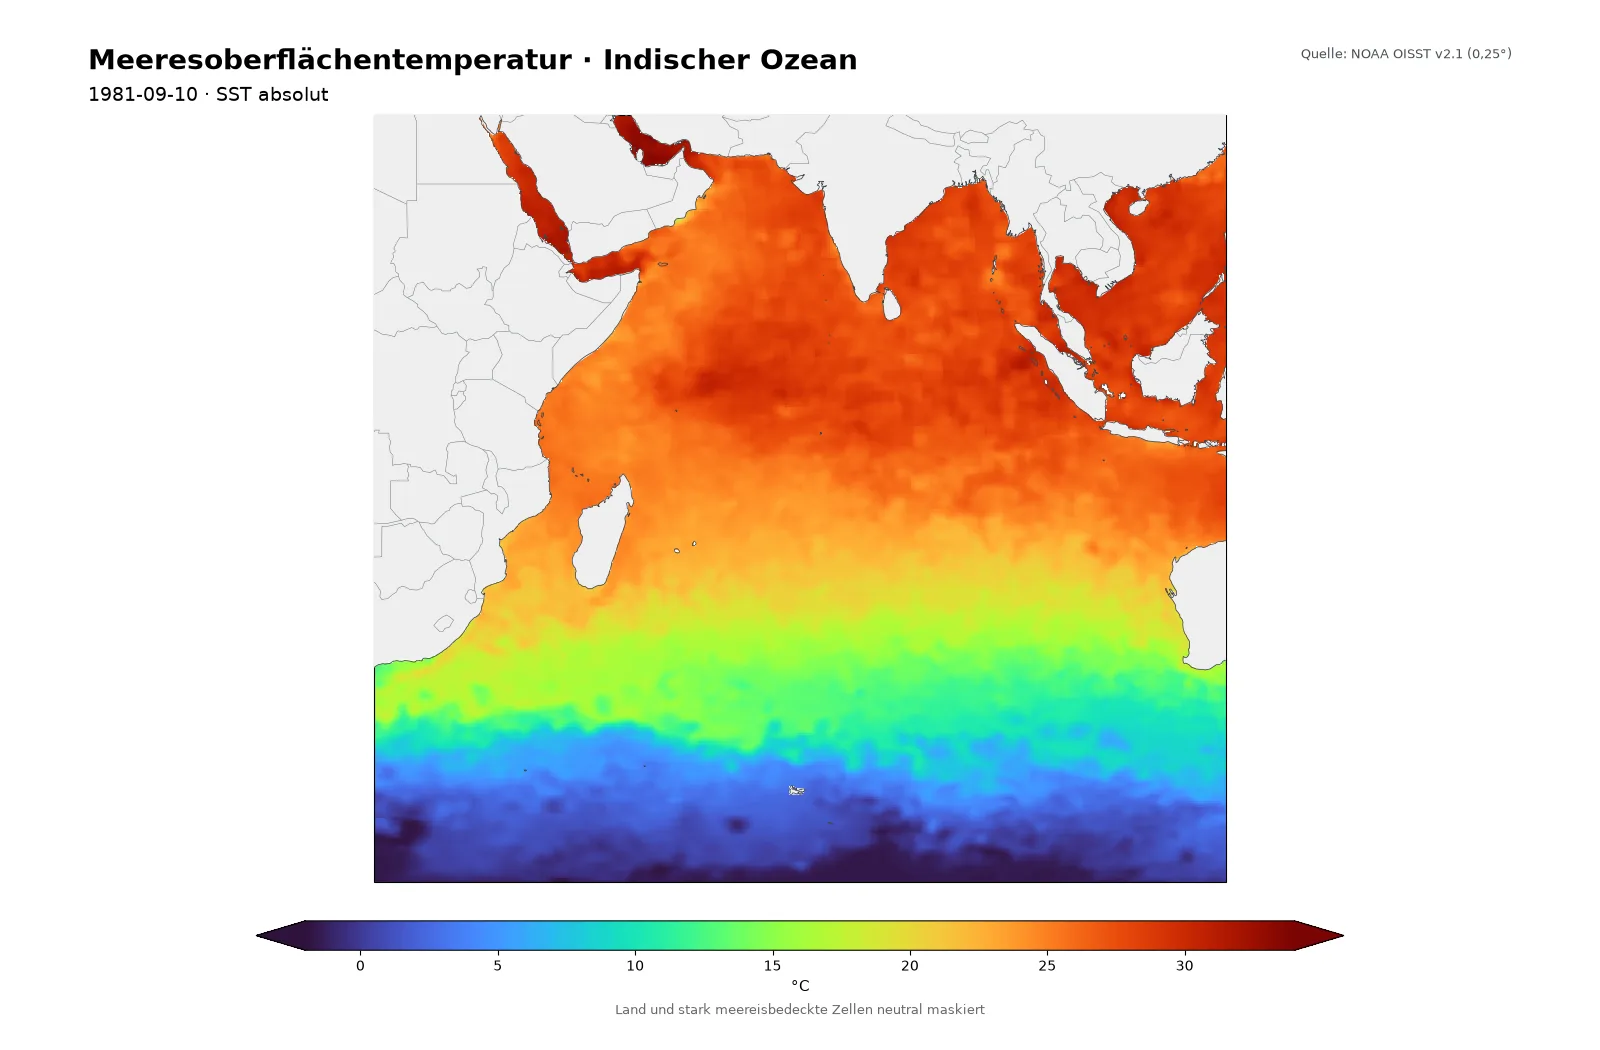 Meeresoberflächentemperatur · Indischer Ozean
Quelle: NOAA OISST v2.1 (0,25°)
1981-09-10 · SST absolut
0 5 10 15 20 25 30
°C
Land und stark meereisbedeckte Zellen neutral maskiert